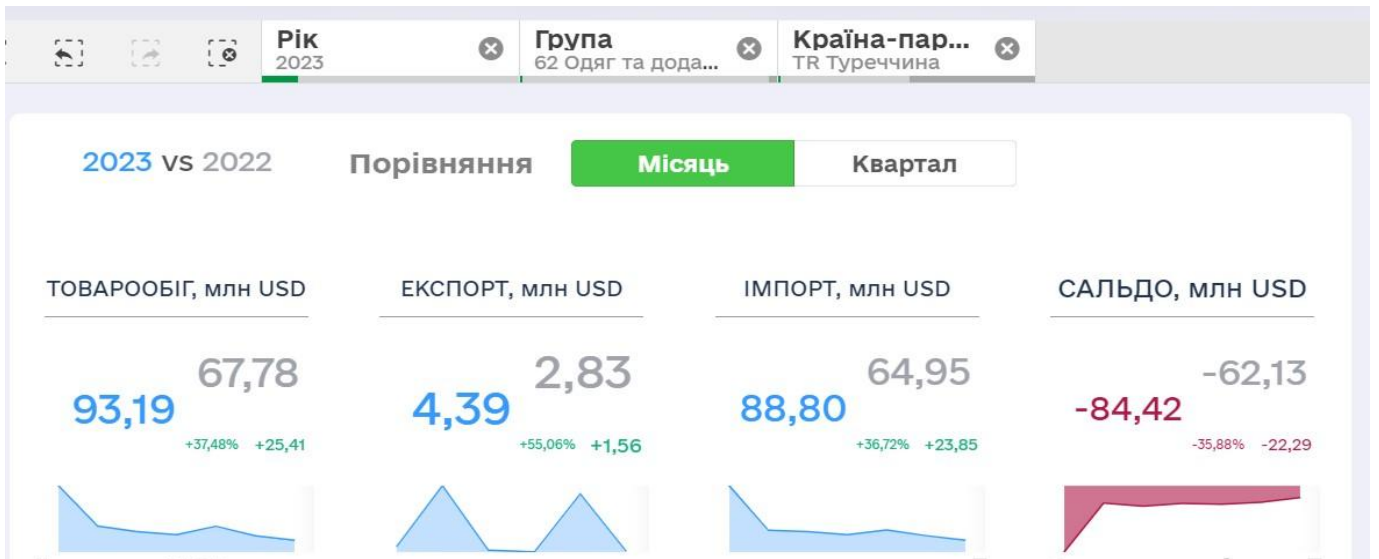 Рік
2023
Група
62 Одяг та дода...
Країна-пар...
TR Туреччина
2023 vs 2022
Порівняння
Місяць
Квартал
ТОВАРООБІГ, млн USD
67,78
93,19
+37,48% +25,41
ЕКСПОРТ, млн USD
2,83
4,39
+55,06% +1,56
ІМПОРТ, млн USD
64,95
88,80
+36,72% +23,85
САЛЬДО, млн USD
-62,13
-84,42
-35,88% -22,29